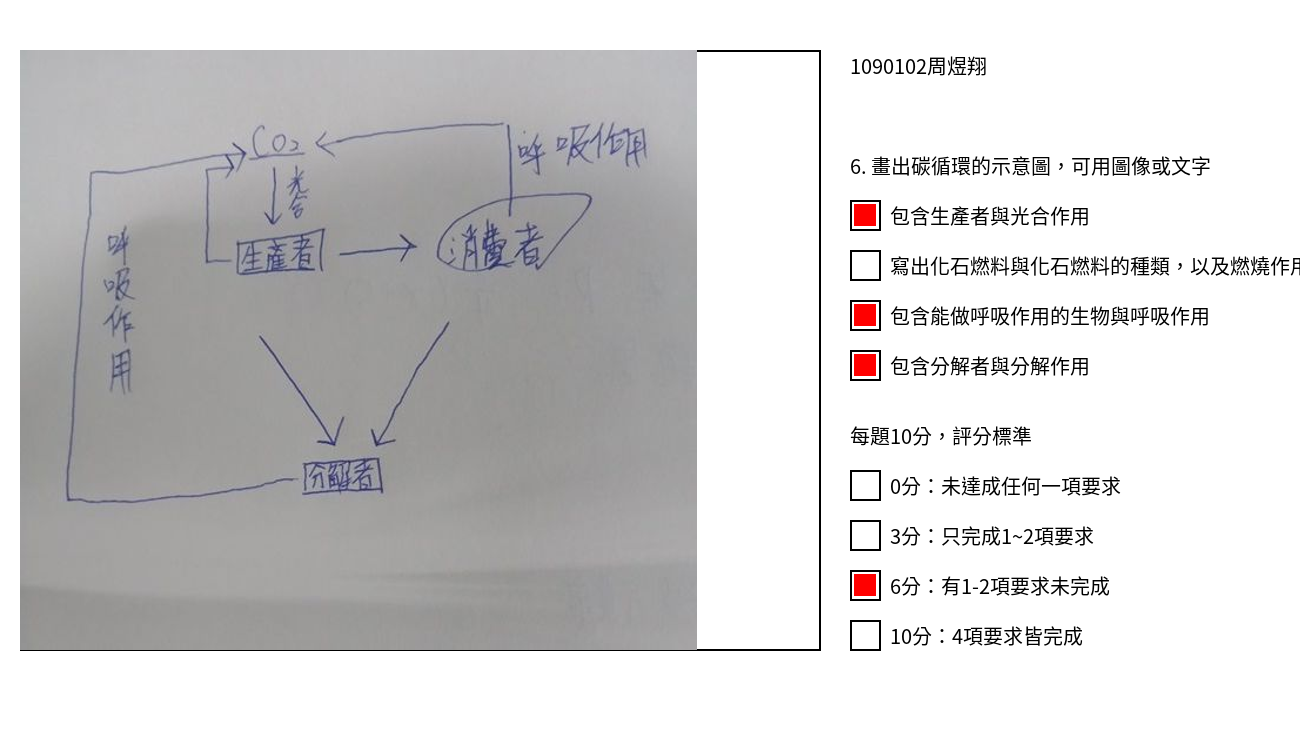 1090102周煜翔
6. 畫出碳循環的示意圖，可用圖像或文字
包含生產者與光合作用
寫出化石燃料與化石燃料的種類，以及燃燒作用
包含能做呼吸作用的生物與呼吸作用
包含分解者與分解作用
每題10分，評分標準
0分：未達成任何一項要求
3分：只完成1~2項要求
6分：有1-2項要求未完成
10分：4項要求皆完成
CO₂
呼吸作用
光合
生產者
消費者
呼吸作用
分解者